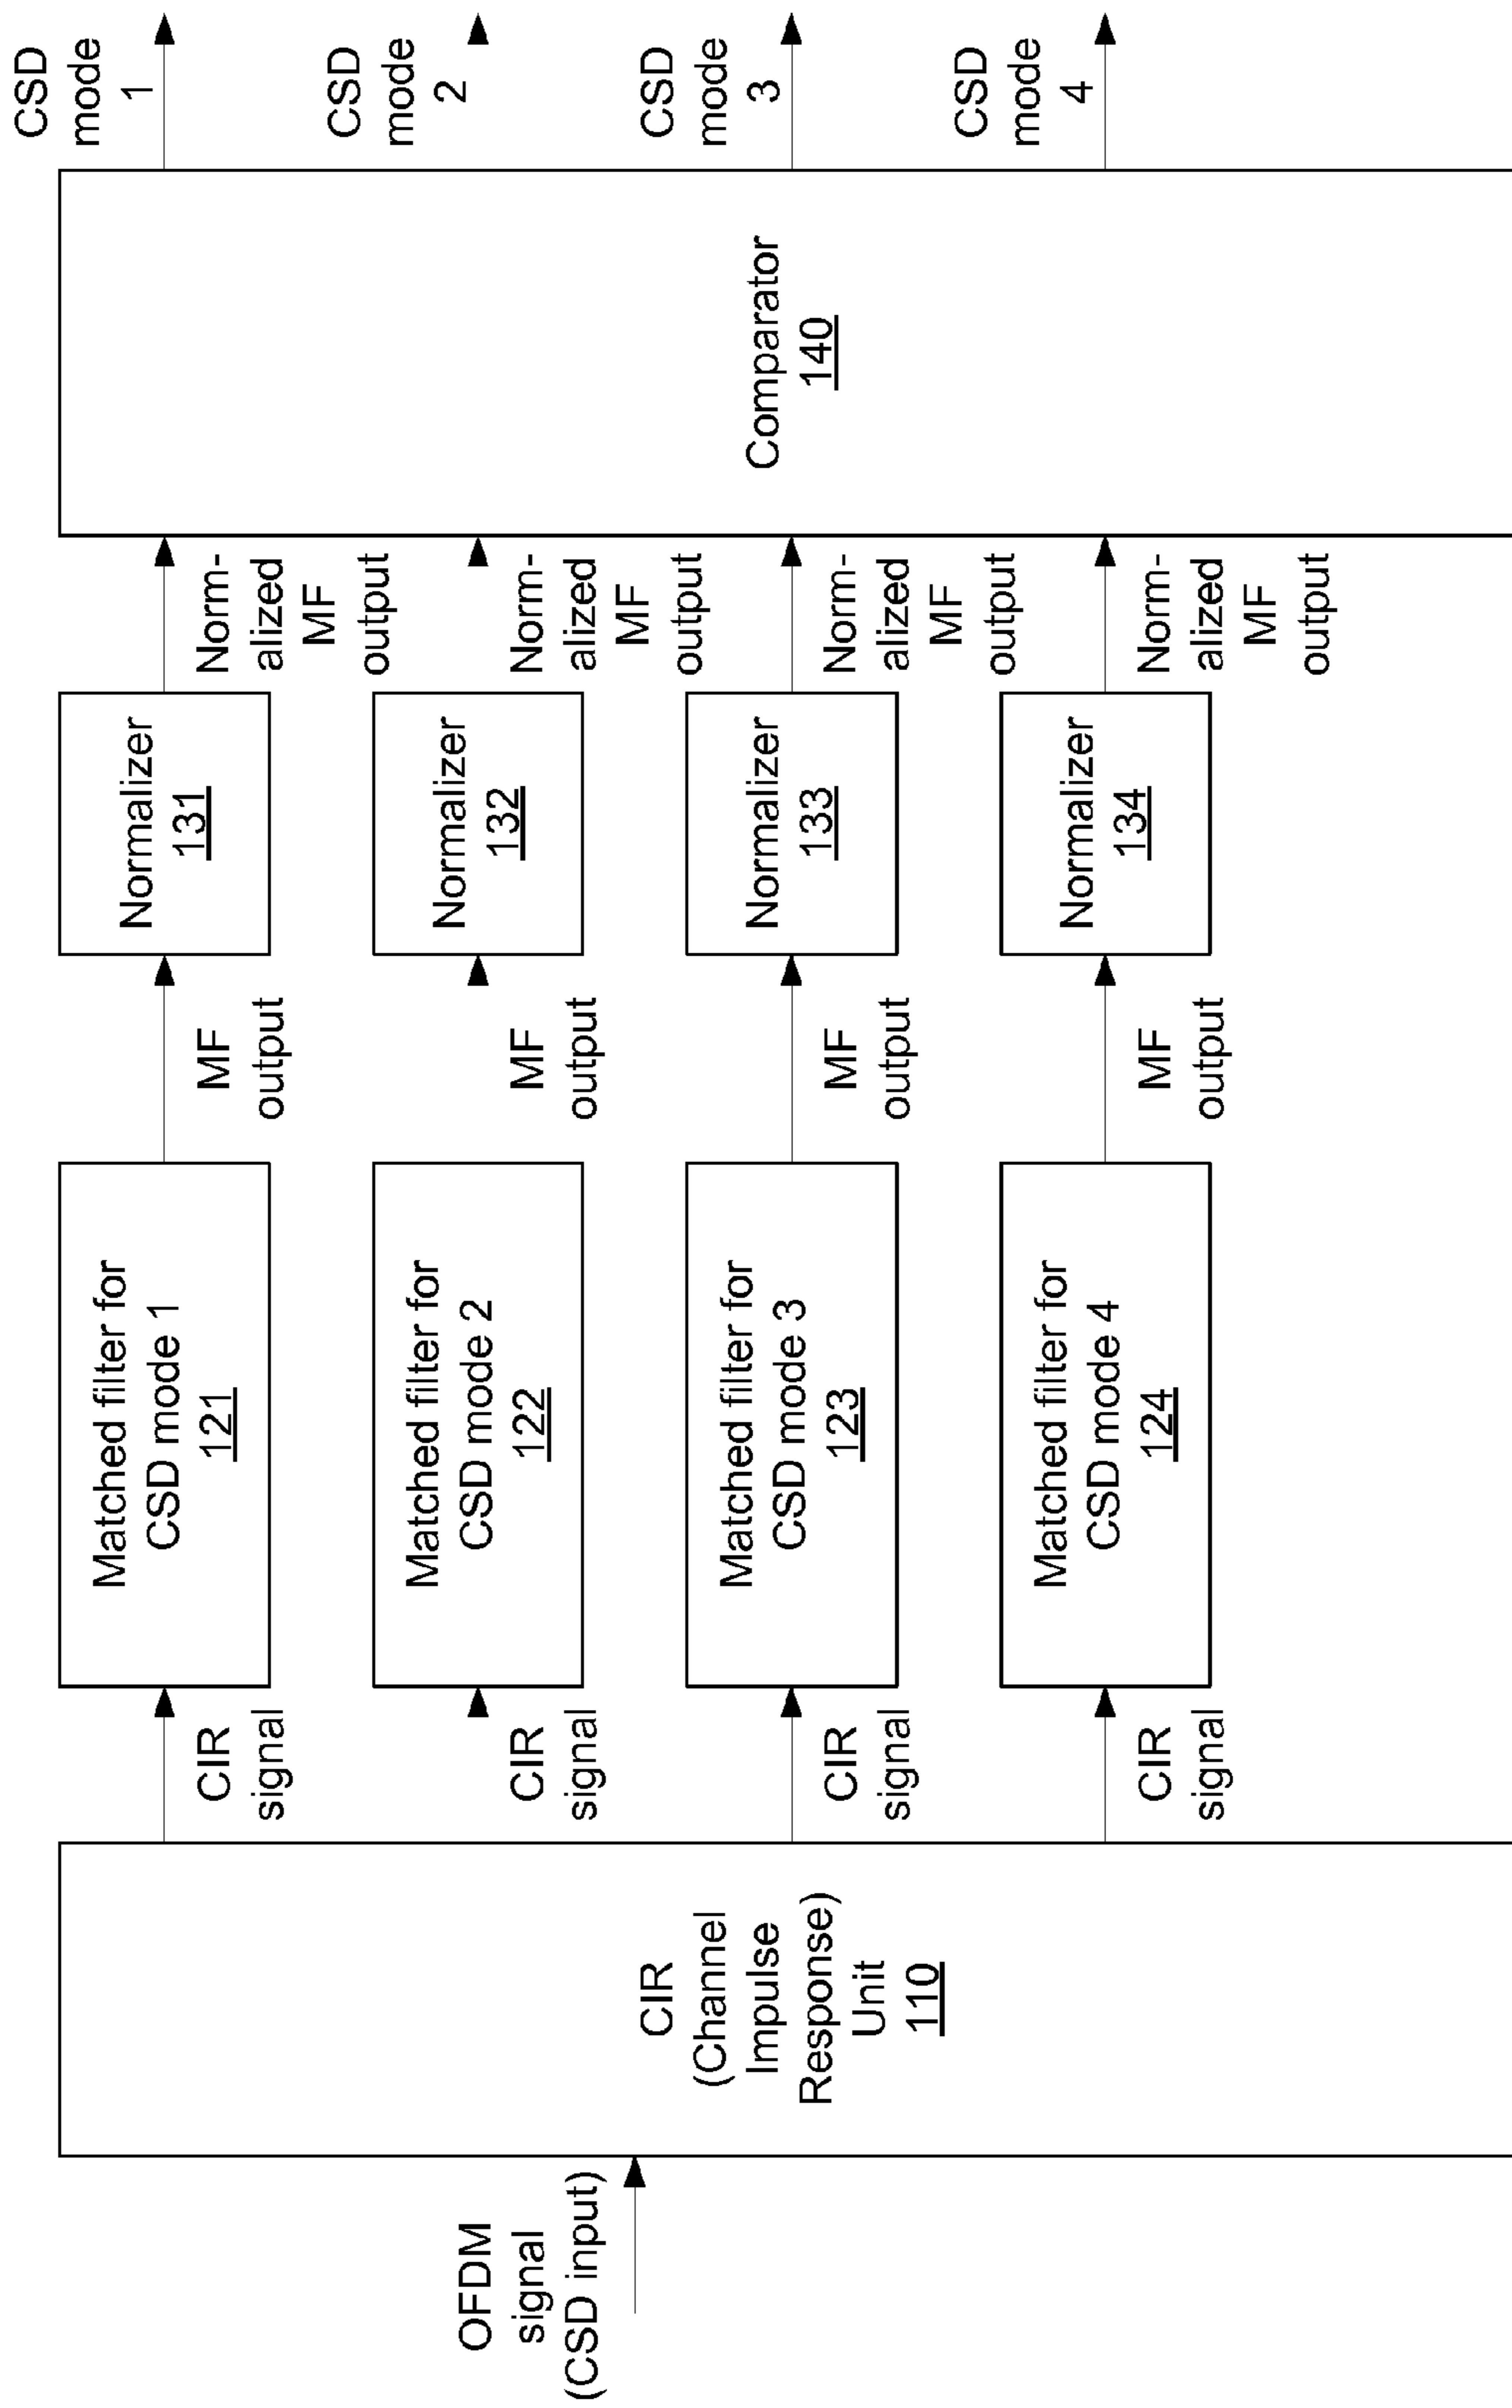 OFDM
signal
(CSD input)
CIR
(Channel
Impulse
Response)
Unit
110
CIR
signal
CIR
signal
CIR
signal
CIR
signal
Matched filter for
CSD mode 1
121
Matched filter for
CSD mode 2
122
Matched filter for
CSD mode 3
123
Matched filter for
CSD mode 4
124
MF
output
MF
output
MF
output
MF
output
Normalizer
131
Normalizer
132
Normalizer
133
Normalizer
134
Norm-
alized
MF
output
Norm-
alized
MF
output
Norm-
alized
MF
output
Norm-
alized
MF
output
Comparator
140
CSD
mode
1
CSD
mode
2
CSD
mode
3
CSD
mode
4